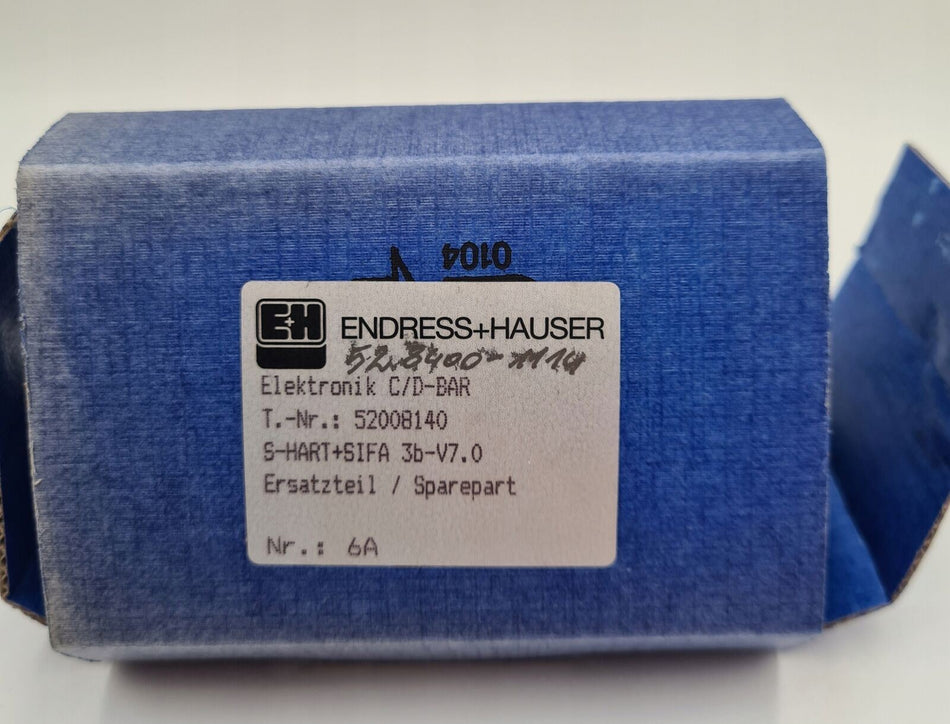 0104
E+H
ENDRESS+HAUSER
Elektronik C/D-BAR
T.-Nr.: 52008140
S-HART+SIFA 3b-V7.0
Ersatzteil / Sparepart
Nr.: 6A